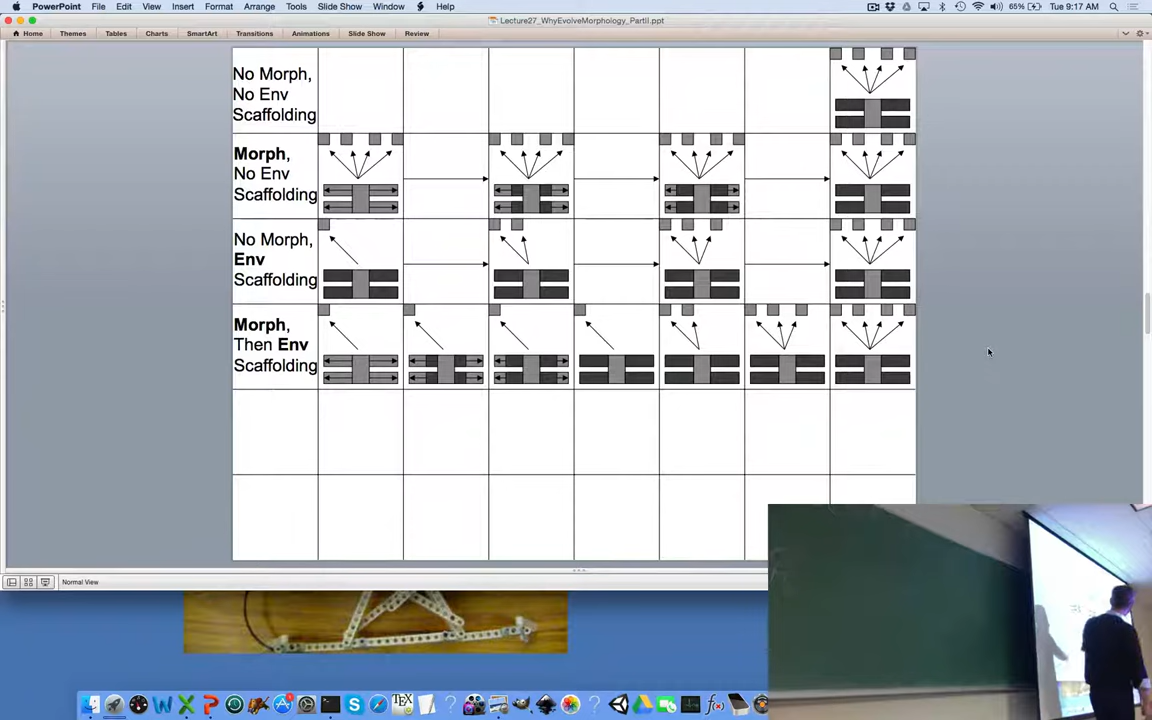 PowerPoint File Edit View Insert Format Arrange Tools Slide Show Window Help 65% Tue 9:17 AM
Lecture27_WhyEvolveMorphology_PartII.ppt
Home Themes Tables Charts SmartArt Transitions Animations Slide Show Review
No Morph,
No Env
Scaffolding
Morph,
No Env
Scaffolding
No Morph,
Env
Scaffolding
Morph,
Then Env
Scaffolding
Normal View